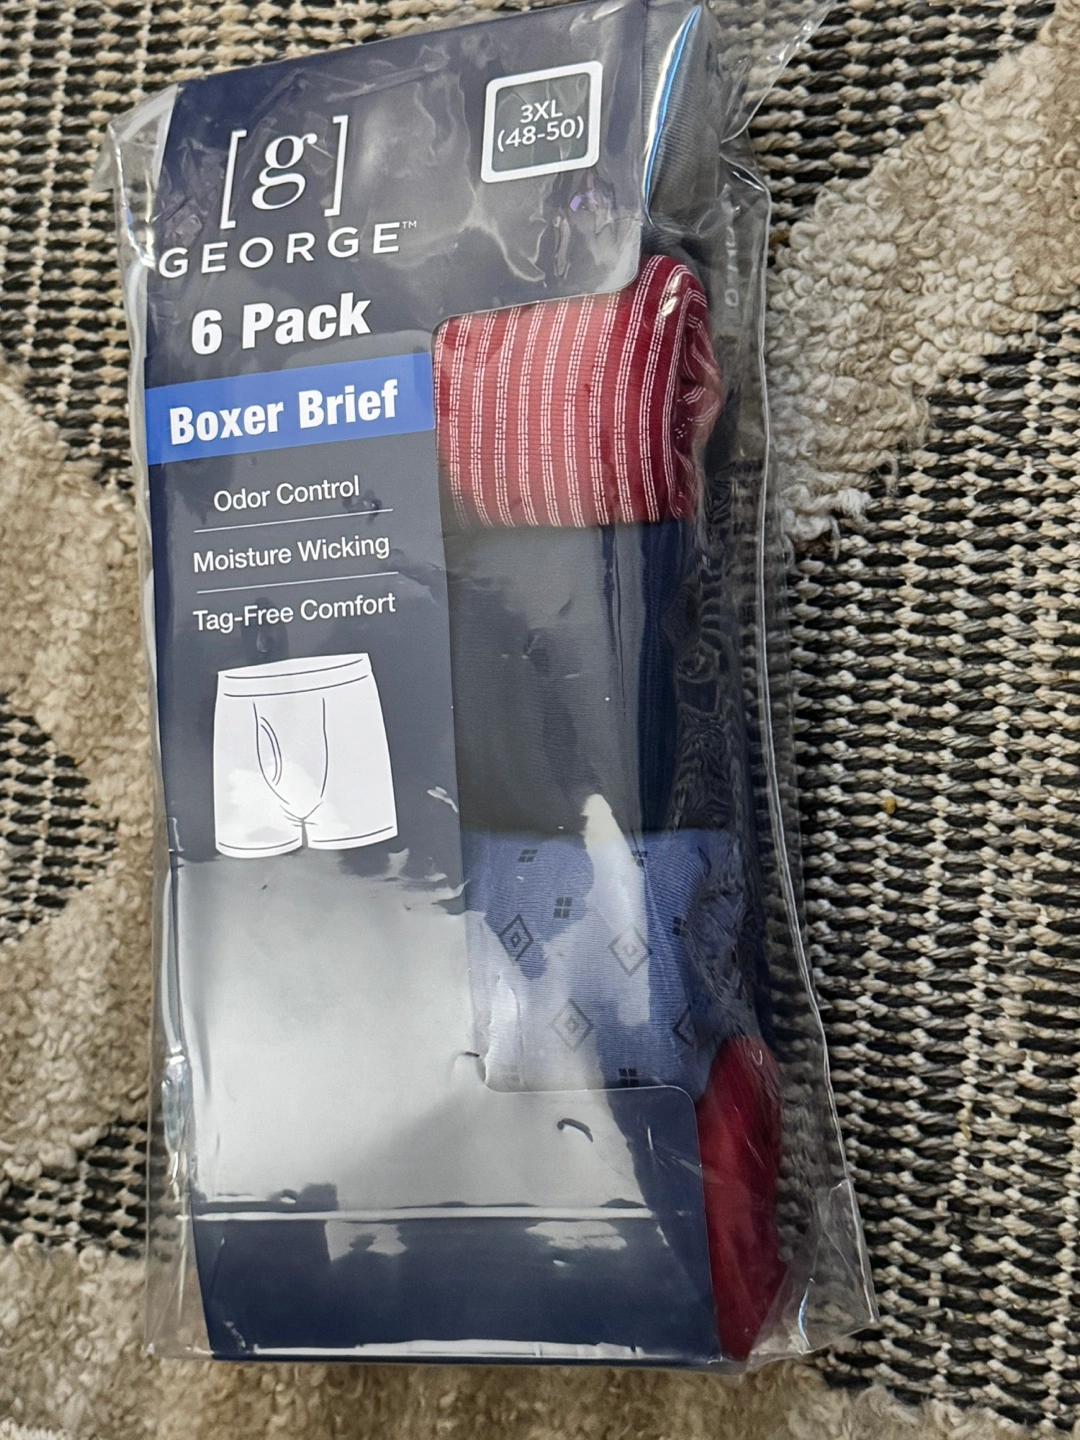 [g]
GEORGE™
3XL
(48-50)
6 Pack
Boxer Brief
Odor Control
Moisture Wicking
Tag-Free Comfort